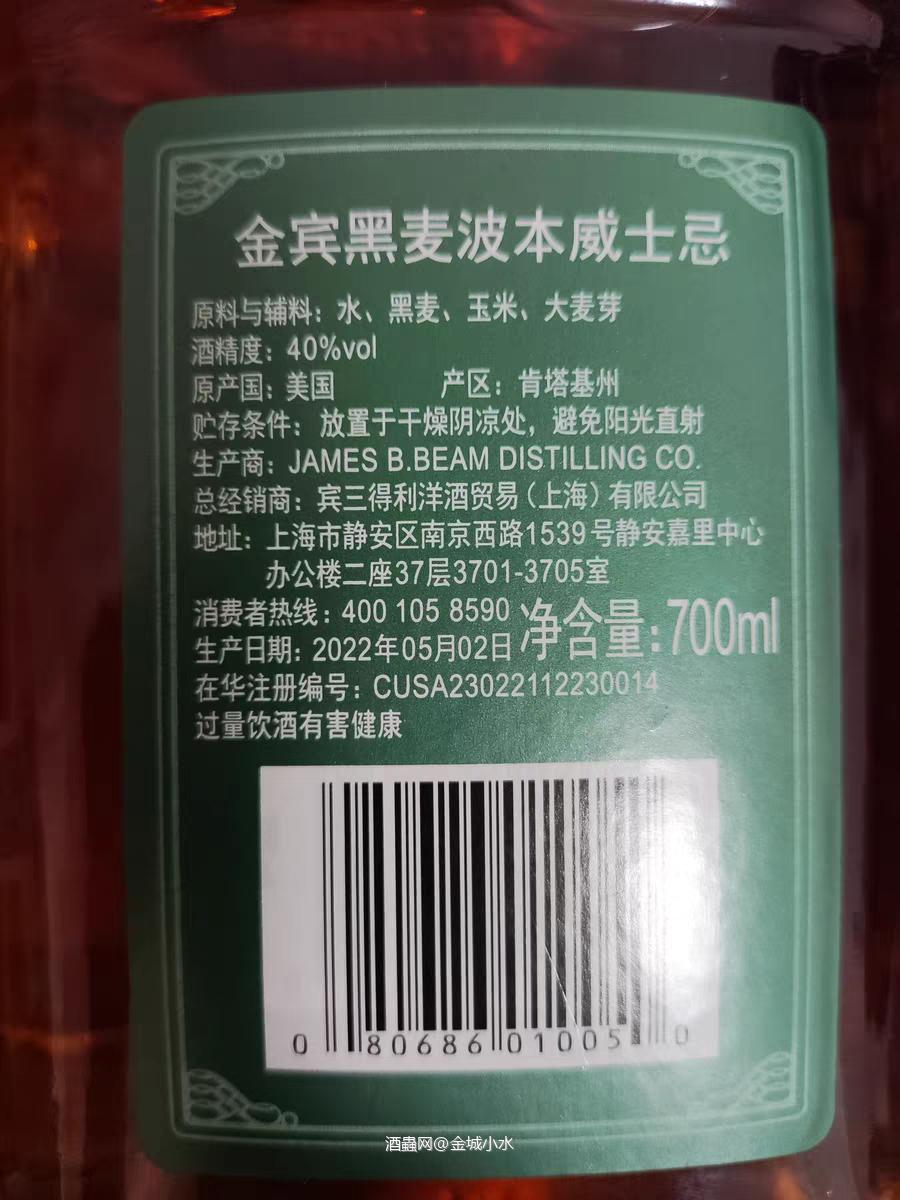 金宾黑麦波本威士忌
原料与辅料：水、黑麦、玉米、大麦芽
酒精度：40%vol
原产国：美国 产区：肯塔基州
贮存条件：放置于干燥阴凉处，避免阳光直射
生产商：JAMES B.BEAM DISTILLING CO.
总经销商：宾三得利洋酒贸易（上海）有限公司
地址：上海市静安区南京西路1539号静安嘉里中心
办公楼二座37层3701-3705室
消费者热线：400 105 8590
净含量：700ml
生产日期：2022年05月02日
在华注册编号：CUSA23022112230014
过量饮酒有害健康
0 80686 01005 0
酒蟲网@金城小水